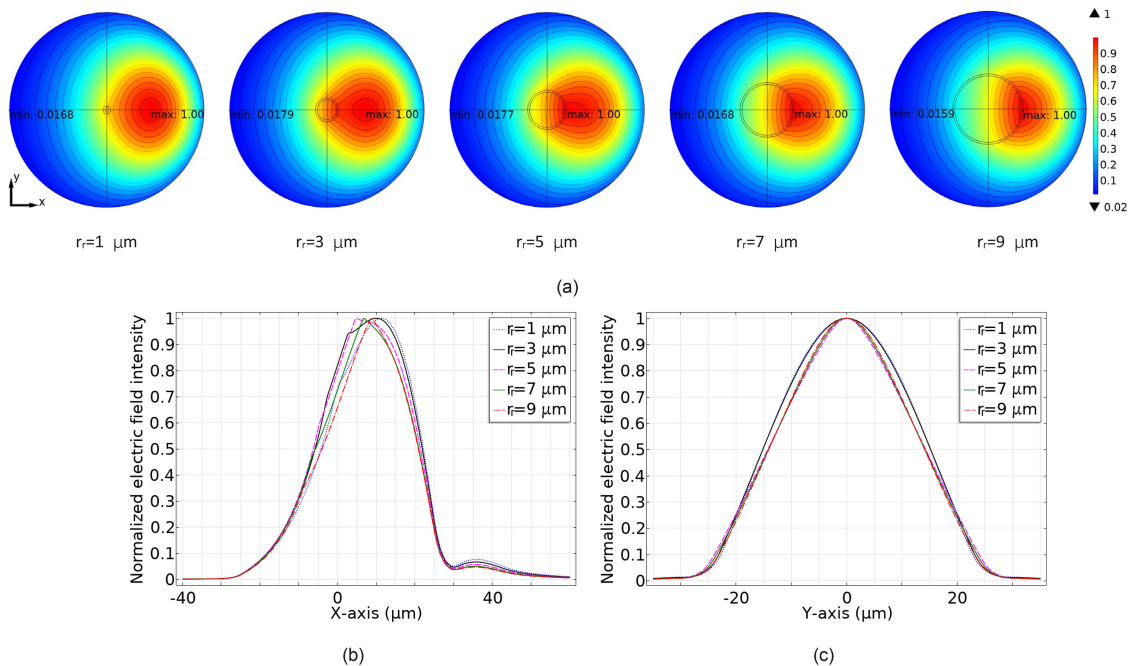 min: 0.0168 max: 1.00
min: 0.0179 max: 1.00
min: 0.0177 max: 1.00
min: 0.0168 max: 1.00
min: 0.0159 max: 1.00
1
0.9
0.8
0.7
0.6
0.5
0.4
0.3
0.2
0.1
0.02
y
x
rᵣ=1 μm
rᵣ=3 μm
rᵣ=5 μm
rᵣ=7 μm
rᵣ=9 μm
(a)
Normalized electric field intensity
1
0.9
0.8
0.7
0.6
0.5
0.4
0.3
0.2
0.1
0
-40
0
40
X-axis (μm)
rᵣ=1 μm
rᵣ=3 μm
rᵣ=5 μm
rᵣ=7 μm
rᵣ=9 μm
(b)
Normalized electric field intensity
1
0.9
0.8
0.7
0.6
0.5
0.4
0.3
0.2
0.1
0
-20
0
20
Y-axis (μm)
rᵣ=1 μm
rᵣ=3 μm
rᵣ=5 μm
rᵣ=7 μm
rᵣ=9 μm
(c)